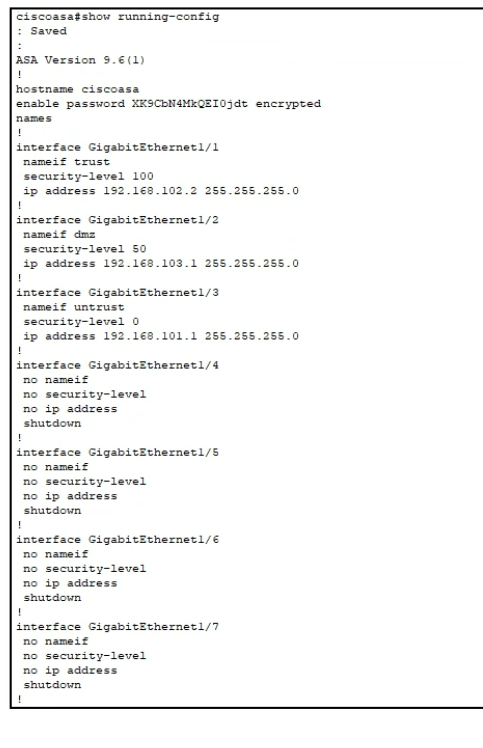 ciscoasa#show running-config
: Saved
:
ASA Version 9.6(1)
!
hostname ciscoasa
enable password XK9CbN4MkQEI0jdt encrypted
names
!
interface GigabitEthernet1/1
nameif trust
security-level 100
ip address 192.168.102.2 255.255.255.0
!
interface GigabitEthernet1/2
nameif dmz
security-level 50
ip address 192.168.103.1 255.255.255.0
!
interface GigabitEthernet1/3
nameif untrust
security-level 0
ip address 192.168.101.1 255.255.255.0
!
interface GigabitEthernet1/4
no nameif
no security-level
no ip address
shutdown
!
interface GigabitEthernet1/5
no nameif
no security-level
no ip address
shutdown
!
interface GigabitEthernet1/6
no nameif
no security-level
no ip address
shutdown
!
interface GigabitEthernet1/7
no nameif
no security-level
no ip address
shutdown
!